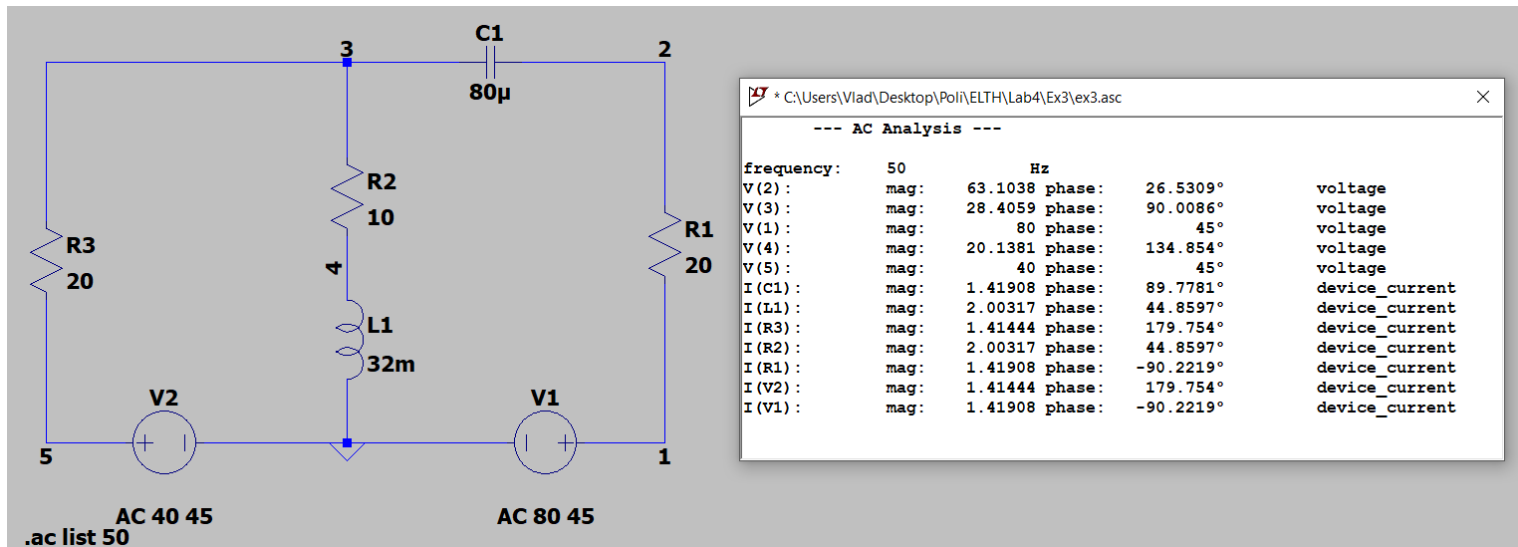 C1
3
2
80µ
R2
10
R3
20
R1
20
4
L1
32m
V2
V1
5
1
AC 40 45
AC 80 45
.ac list 50
* C:\Users\Vlad\Desktop\Poli\ELTH\Lab4\Ex3\ex3.asc
--- AC Analysis ---
frequency: 50 Hz
V(2): mag: 63.1038 phase: 26.5309° voltage
V(3): mag: 28.4059 phase: 90.0086° voltage
V(1): mag: 80 phase: 45° voltage
V(4): mag: 20.1381 phase: 134.854° voltage
V(5): mag: 40 phase: 45° voltage
I(C1): mag: 1.41908 phase: 89.7781° device_current
I(L1): mag: 2.00317 phase: 44.8597° device_current
I(R3): mag: 1.41444 phase: 179.754° device_current
I(R2): mag: 2.00317 phase: 44.8597° device_current
I(R1): mag: 1.41908 phase: -90.2219° device_current
I(V2): mag: 1.41444 phase: 179.754° device_current
I(V1): mag: 1.41908 phase: -90.2219° device_current